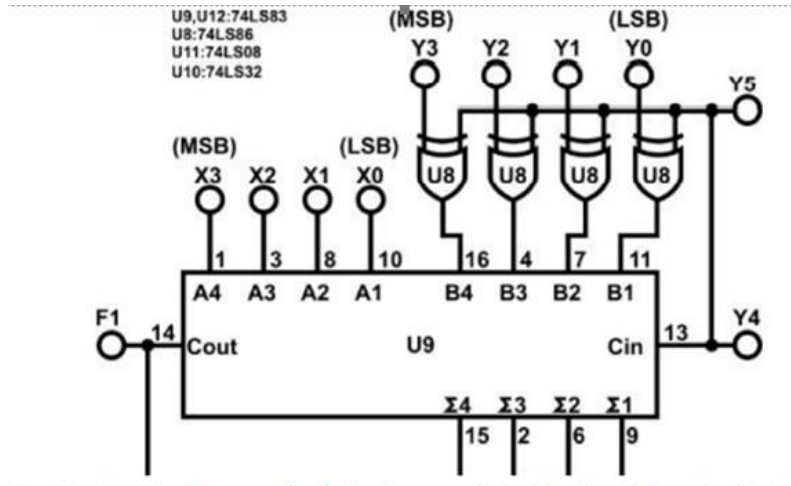 U9,U12:74LS83
U8:74LS86
U11:74LS08
U10:74LS32
(MSB) (LSB)
Y3 Y2 Y1 Y0
Y5
(MSB) (LSB)
X3 X2 X1 X0
U8 U8 U8 U8
1 3 8 10 16 4 7 11
A4 A3 A2 A1 B4 B3 B2 B1
F1 14 Cout U9 Cin 13 Y4
Σ4 Σ3 Σ2 Σ1
15 2 6 9